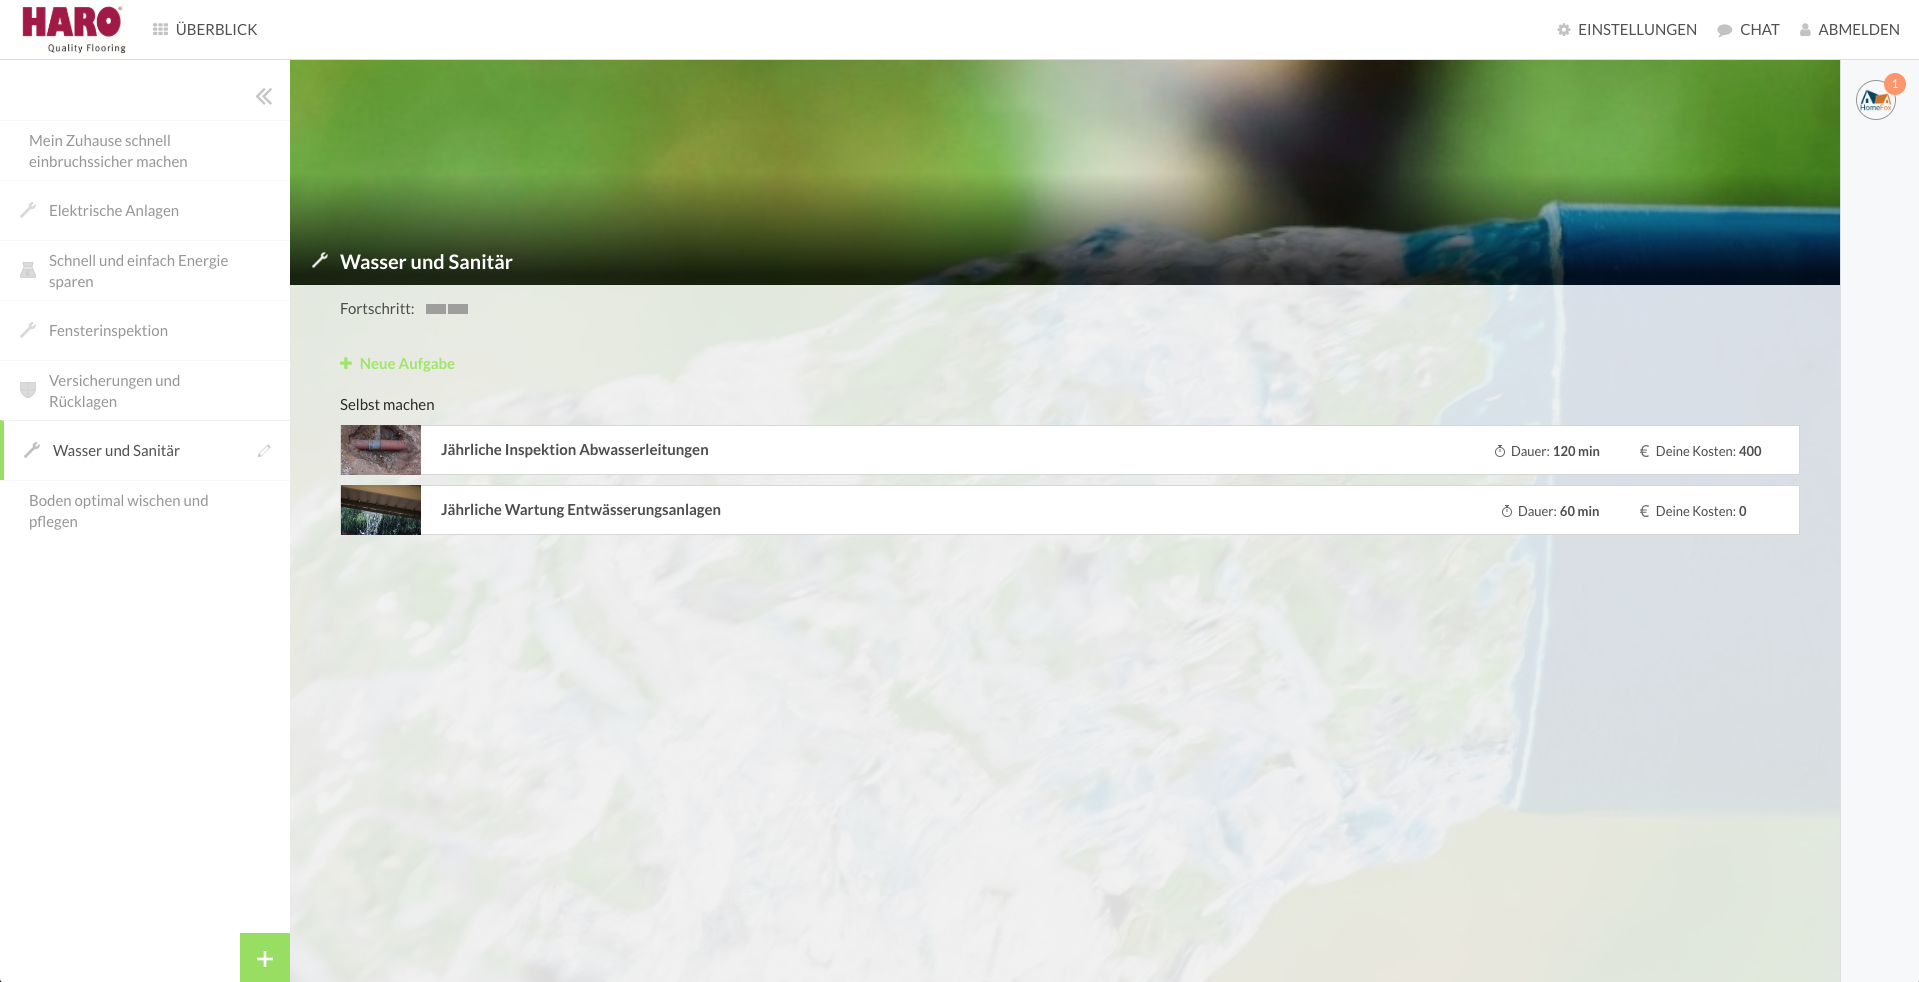 HARO
Quality Flooring
ÜBERBLICK
EINSTELLUNGEN
CHAT
ABMELDEN
1
HomeFox
Mein Zuhause schnell
einbruchssicher machen
Elektrische Anlagen
Schnell und einfach Energie
sparen
Fensterinspektion
Versicherungen und
Rücklagen
Wasser und Sanitär
Boden optimal wischen und
pflegen
Wasser und Sanitär
Fortschritt:
Neue Aufgabe
Selbst machen
Jährliche Inspektion Abwasserleitungen
Dauer: 120 min
€ Deine Kosten: 400
Jährliche Wartung Entwässerungsanlagen
Dauer: 60 min
€ Deine Kosten: 0